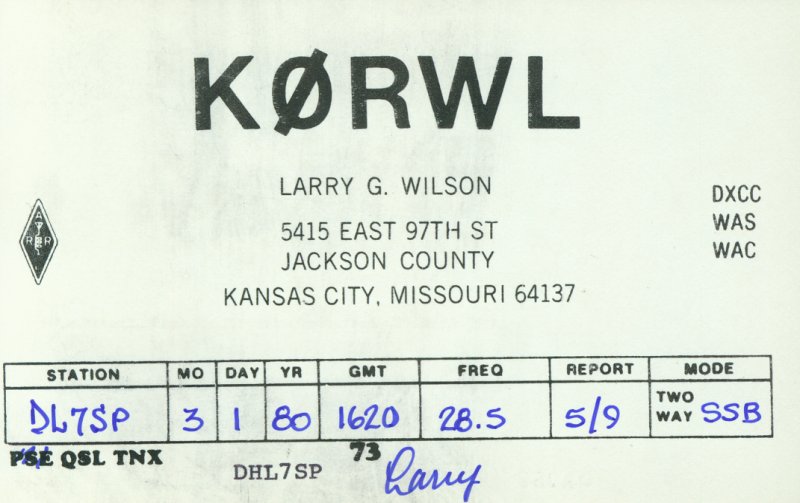 KØRWL
LARRY G. WILSON
5415 EAST 97TH ST
JACKSON COUNTY
KANSAS CITY, MISSOURI 64137
DXCC
WAS
WAC
ARRL
STATION MO DAY YR GMT FREQ REPORT MODE
DL7SP 3 1 80 1620 28.5 5/9 TWO WAY SSB
PSE QSL TNX
73
DHL7SP
Larry